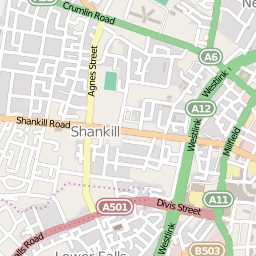 Crumlin Road
Ne
A6
Agnes Street
Westlink
A12
Shankill Road
Shankill
Westlink
Millfield
A501
Divis Street
A11
alls Road
Lower Falls
Westlink
B503